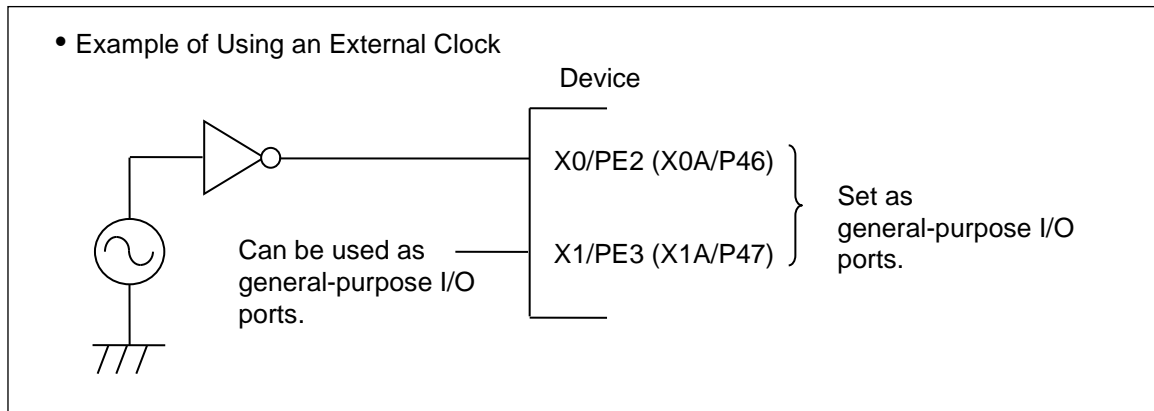 • Example of Using an External Clock
Device
X0/PE2 (X0A/P46)
X1/PE3 (X1A/P47)
Set as
general-purpose I/O
ports.
Can be used as
general-purpose I/O
ports.